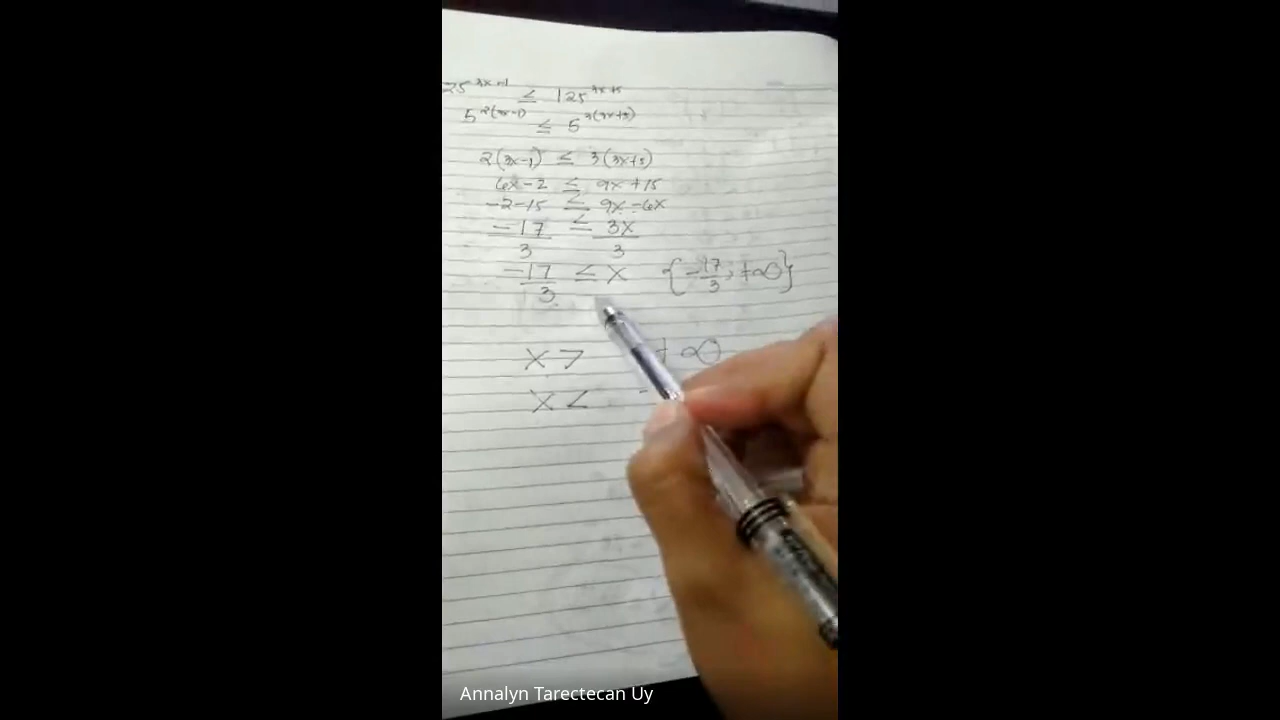 25^3x-1 ≤ 125^3x+5
5^2(3x-1) ≤ 5^3(3x+5)
2(3x-1) ≤ 3(3x+5)
6x-2 ≤ 9x+15
-2-15 ≤ 9x-6x
-17 ≤ 3x
3 3
-17/3 ≤ x {-17/3, +∞}
x > +∞
x < -
Annalyn Tarectecan Uy